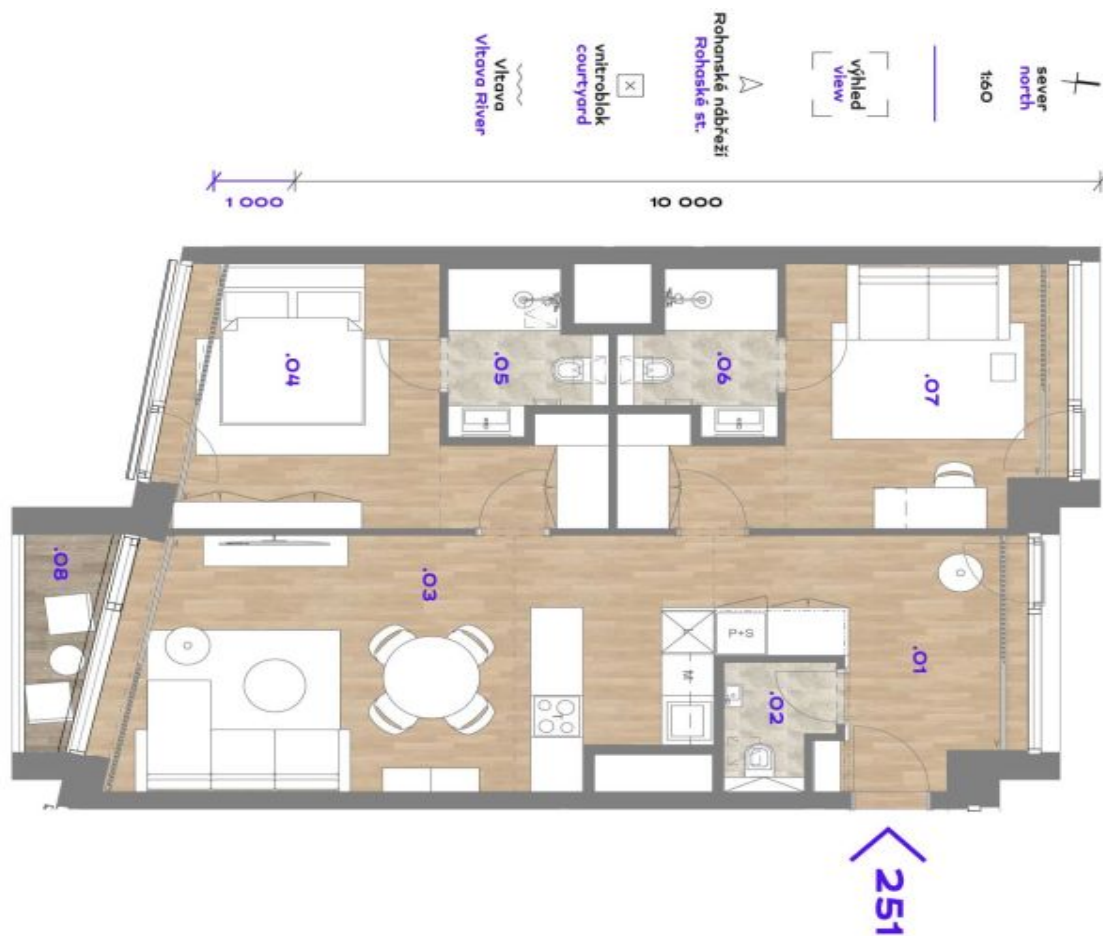 sever
north
1:60
výhled
view
Rohanské nábřeží
Rohaské st.
vnitroblok
courtyard
Vltava
Vltava River
1 000
10 000
.04
.05
.06
.07
.08
.03
P+S
.02
.01
251